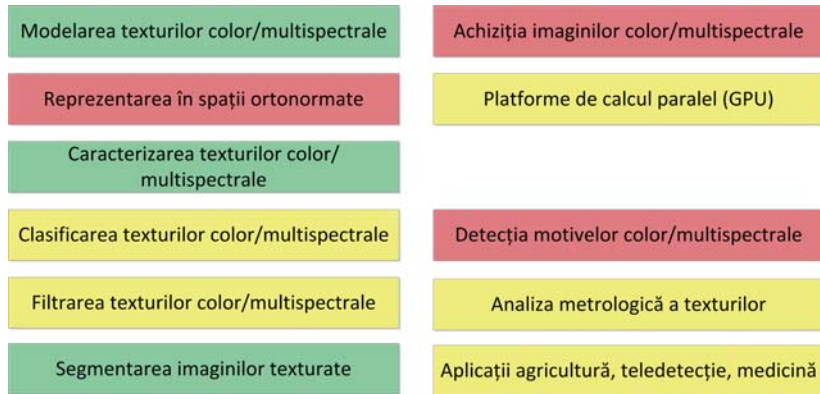 Modelarea texturilor color/multispectrale
Achiziția imaginilor color/multispectrale
Reprezentarea în spații ortonormate
Platforme de calcul paralel (GPU)
Caracterizarea texturilor color/
multispectrale
Clasificarea texturilor color/multispectrale
Detecția motivelor color/multispectrale
Filtrarea texturilor color/multispectrale
Analiza metrologică a texturilor
Segmentarea imaginilor texturate
Aplicații agricultură, teledetecție, medicină